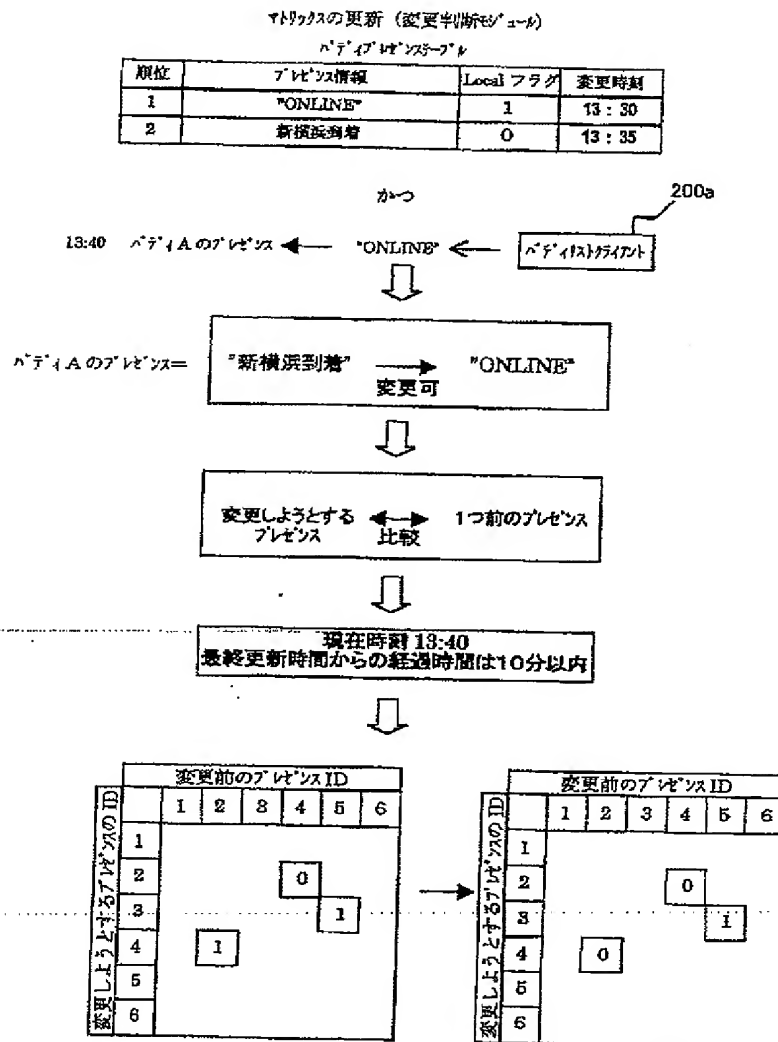 マトリックスの更新（変更判断ﾓｼﾞｭｰﾙ）
ﾊﾞﾃﾞｨﾌﾟﾚｾﾞﾝｽﾃｰﾌﾞﾙ
順位 ﾌﾟﾚｾﾞﾝｽ情報 Local フラグ 変更時刻
1 "ONLINE" 1 13：30
2 新横浜到着 0 13：35
かつ
200a
13:40 ﾊﾞﾃﾞｨAのﾌﾟﾚｾﾞﾝｽ "ONLINE" ﾊﾞﾃﾞｨﾘｽﾄｸﾗｲｱﾝﾄ
ﾊﾞﾃﾞｨAのﾌﾟﾚｾﾞﾝｽ＝ "新横浜到着" "ONLINE"
変更可
変更しようとする
ﾌﾟﾚｾﾞﾝｽ
比較
1つ前のﾌﾟﾚｾﾞﾝｽ
現在時刻 13:40
最終更新時間からの経過時間は10分以内
変更前のﾌﾟﾚｾﾞﾝｽID
変更しようとするﾌﾟﾚｾﾞﾝｽのID
1 2 3 4 5 6
1
2 0
3 1
4 1
5
6
変更前のﾌﾟﾚｾﾞﾝｽID
変更しようとするﾌﾟﾚｾﾞﾝｽのID
1 2 3 4 5 6
1
2 0
3 1
4 0
5
6